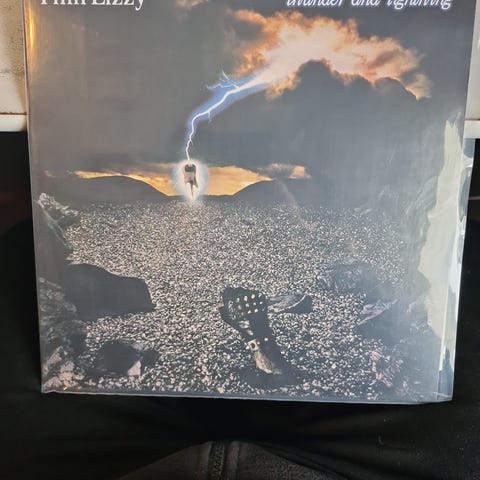 Thin Lizzy
thunder and lightning